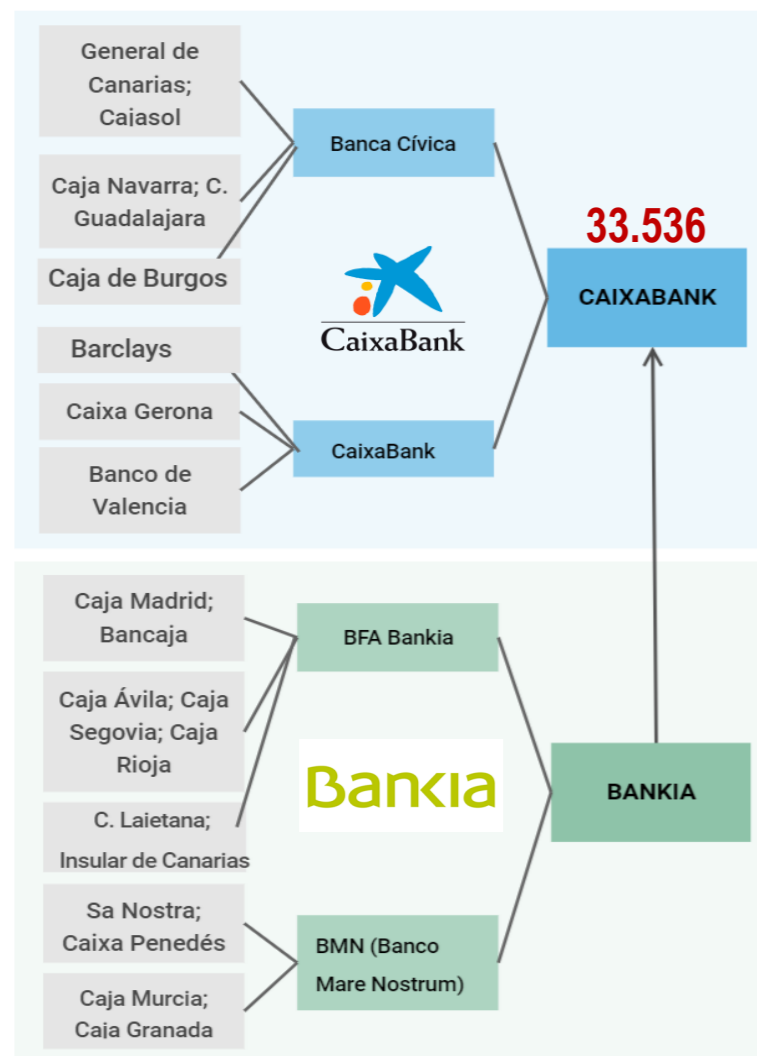 General de
Canarias;
Cajasol
Banca Cívica
Caja Navarra; C.
Guadalajara
33.536
Caja de Burgos
CAIXABANK
CaixaBank
Barclays
Caixa Gerona
CaixaBank
Banco de
Valencia
Caja Madrid;
Bancaja
BFA Bankia
Caja Ávila; Caja
Segovia; Caja
Rioja
Bankia
BANKIA
C. Laietana;
Insular de Canarias
Sa Nostra;
Caixa Penedés
BMN (Banco
Mare Nostrum)
Caja Murcia;
Caja Granada